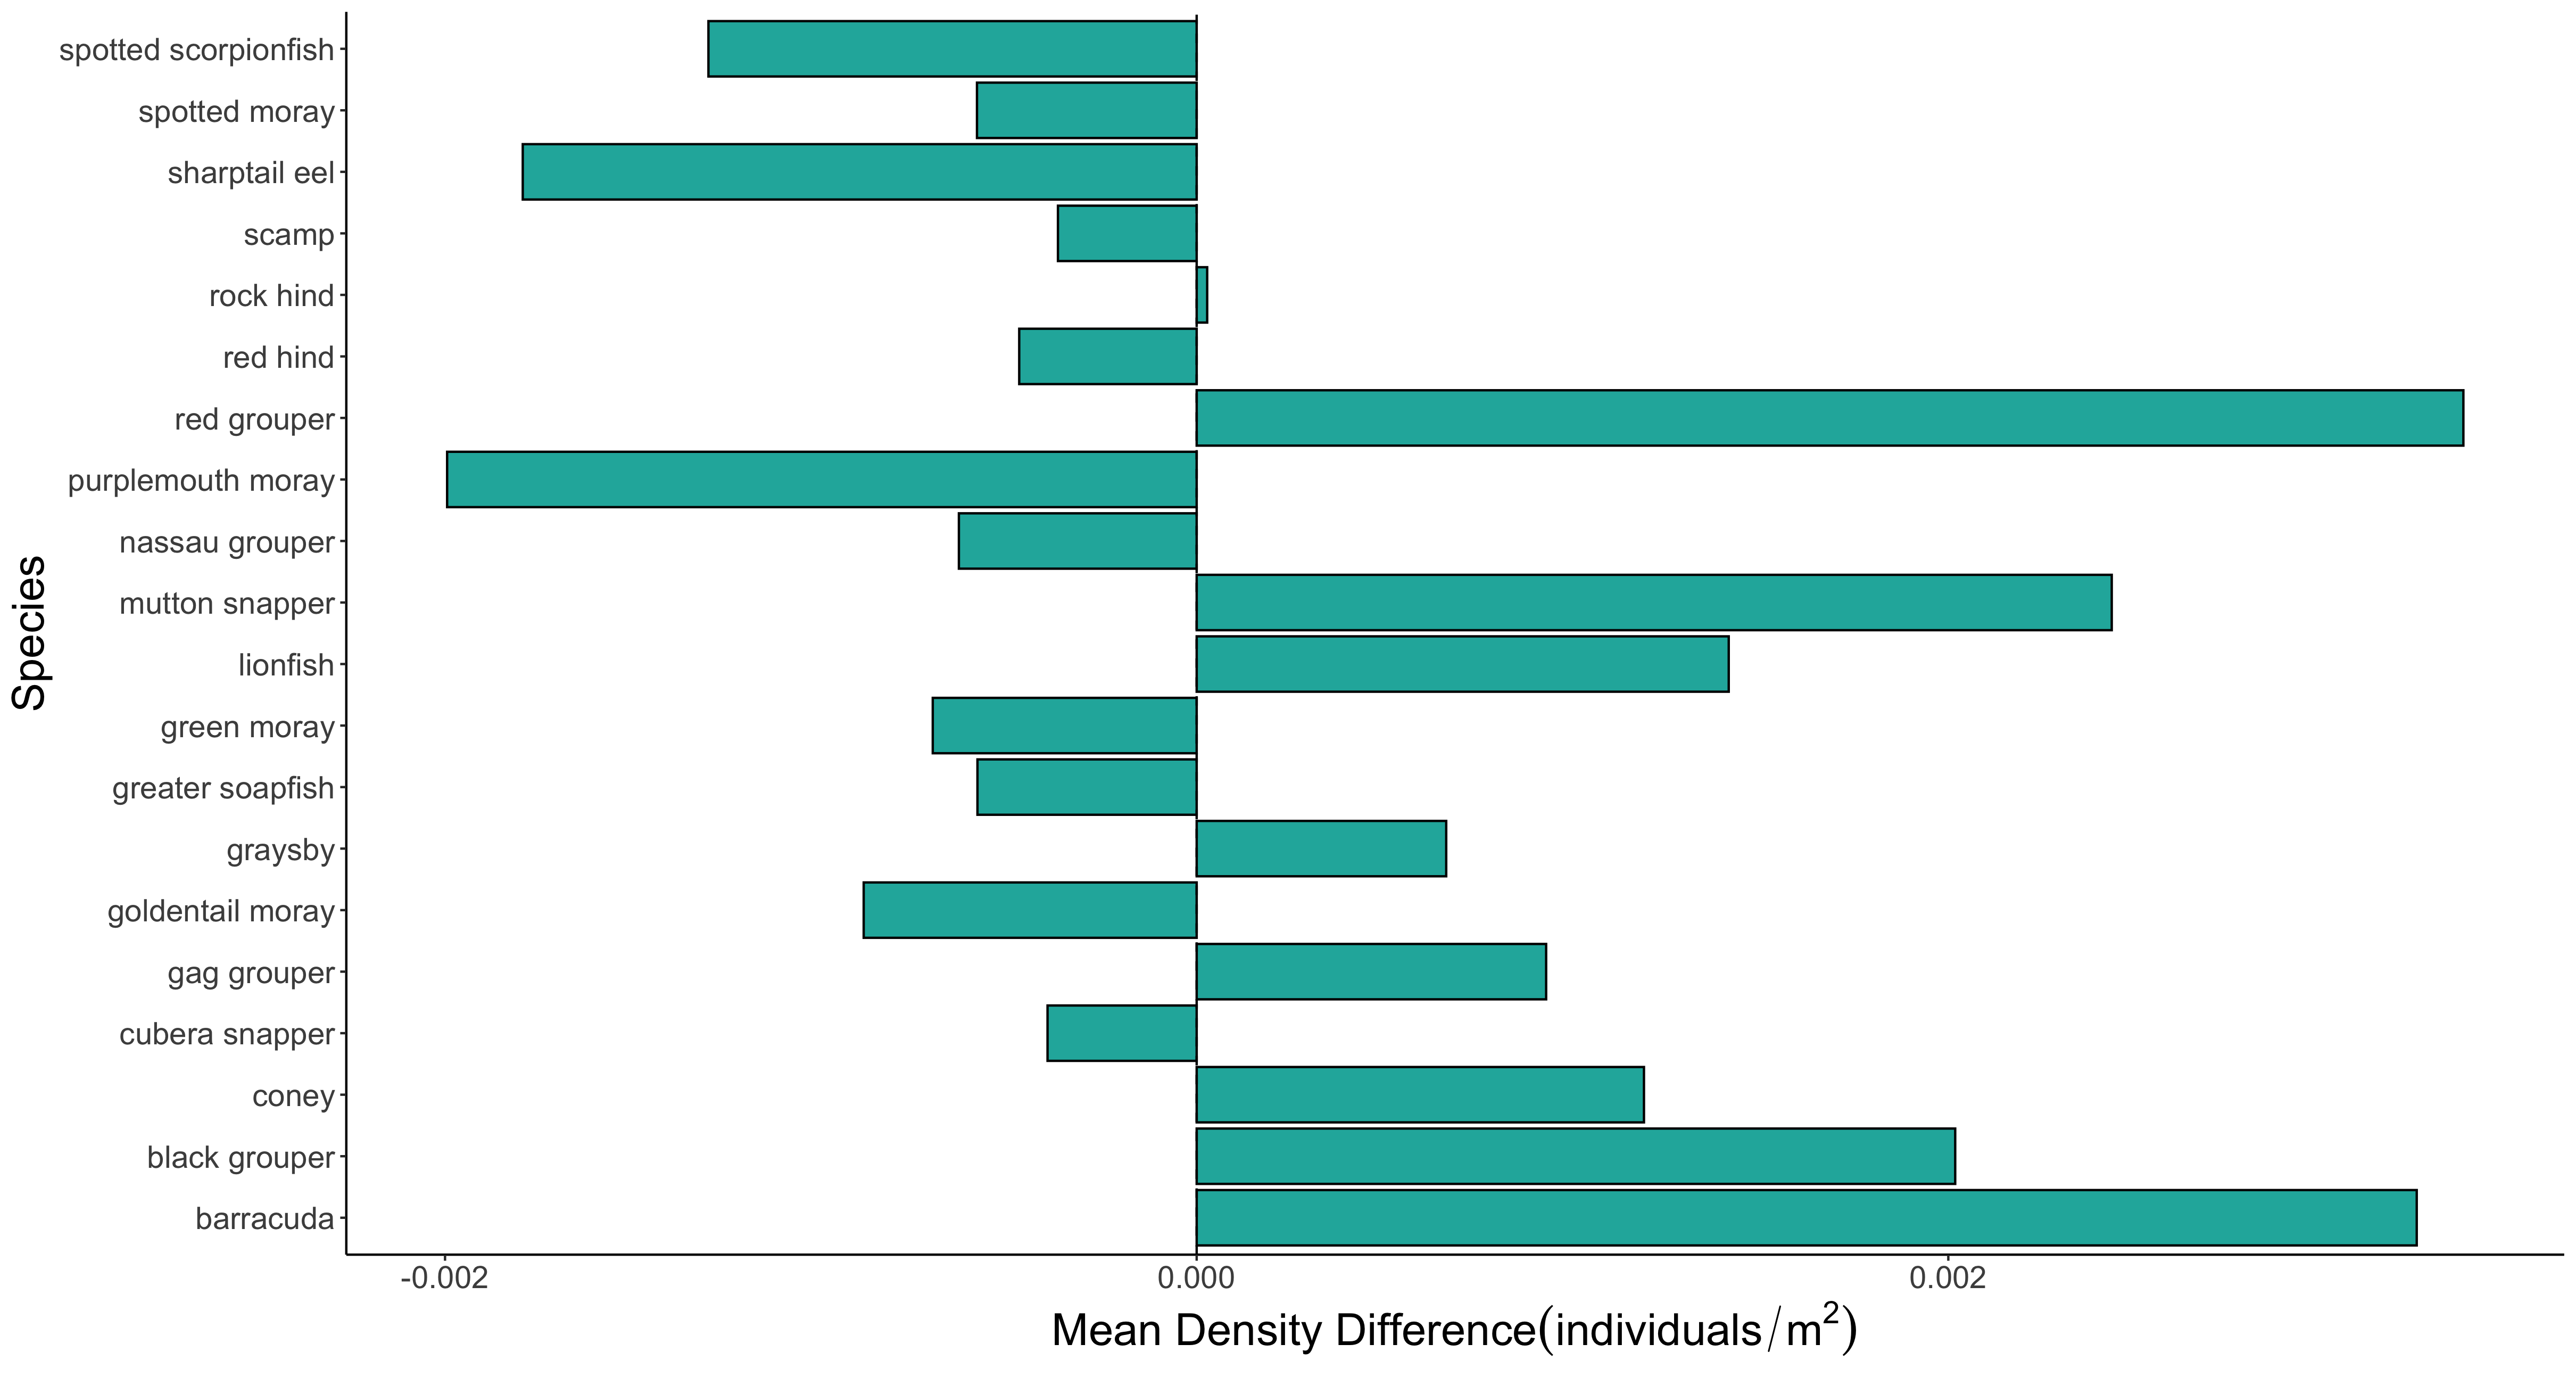 spotted scorpionfish
spotted moray
sharptail eel
scamp
rock hind
red hind
red grouper
purplemouth moray
nassau grouper
mutton snapper
lionfish
green moray
greater soapfish
graysby
goldentail moray
gag grouper
cubera snapper
coney
black grouper
barracuda
Species
-0.002 0.000 0.002
Mean Density Difference(individuals/m²)